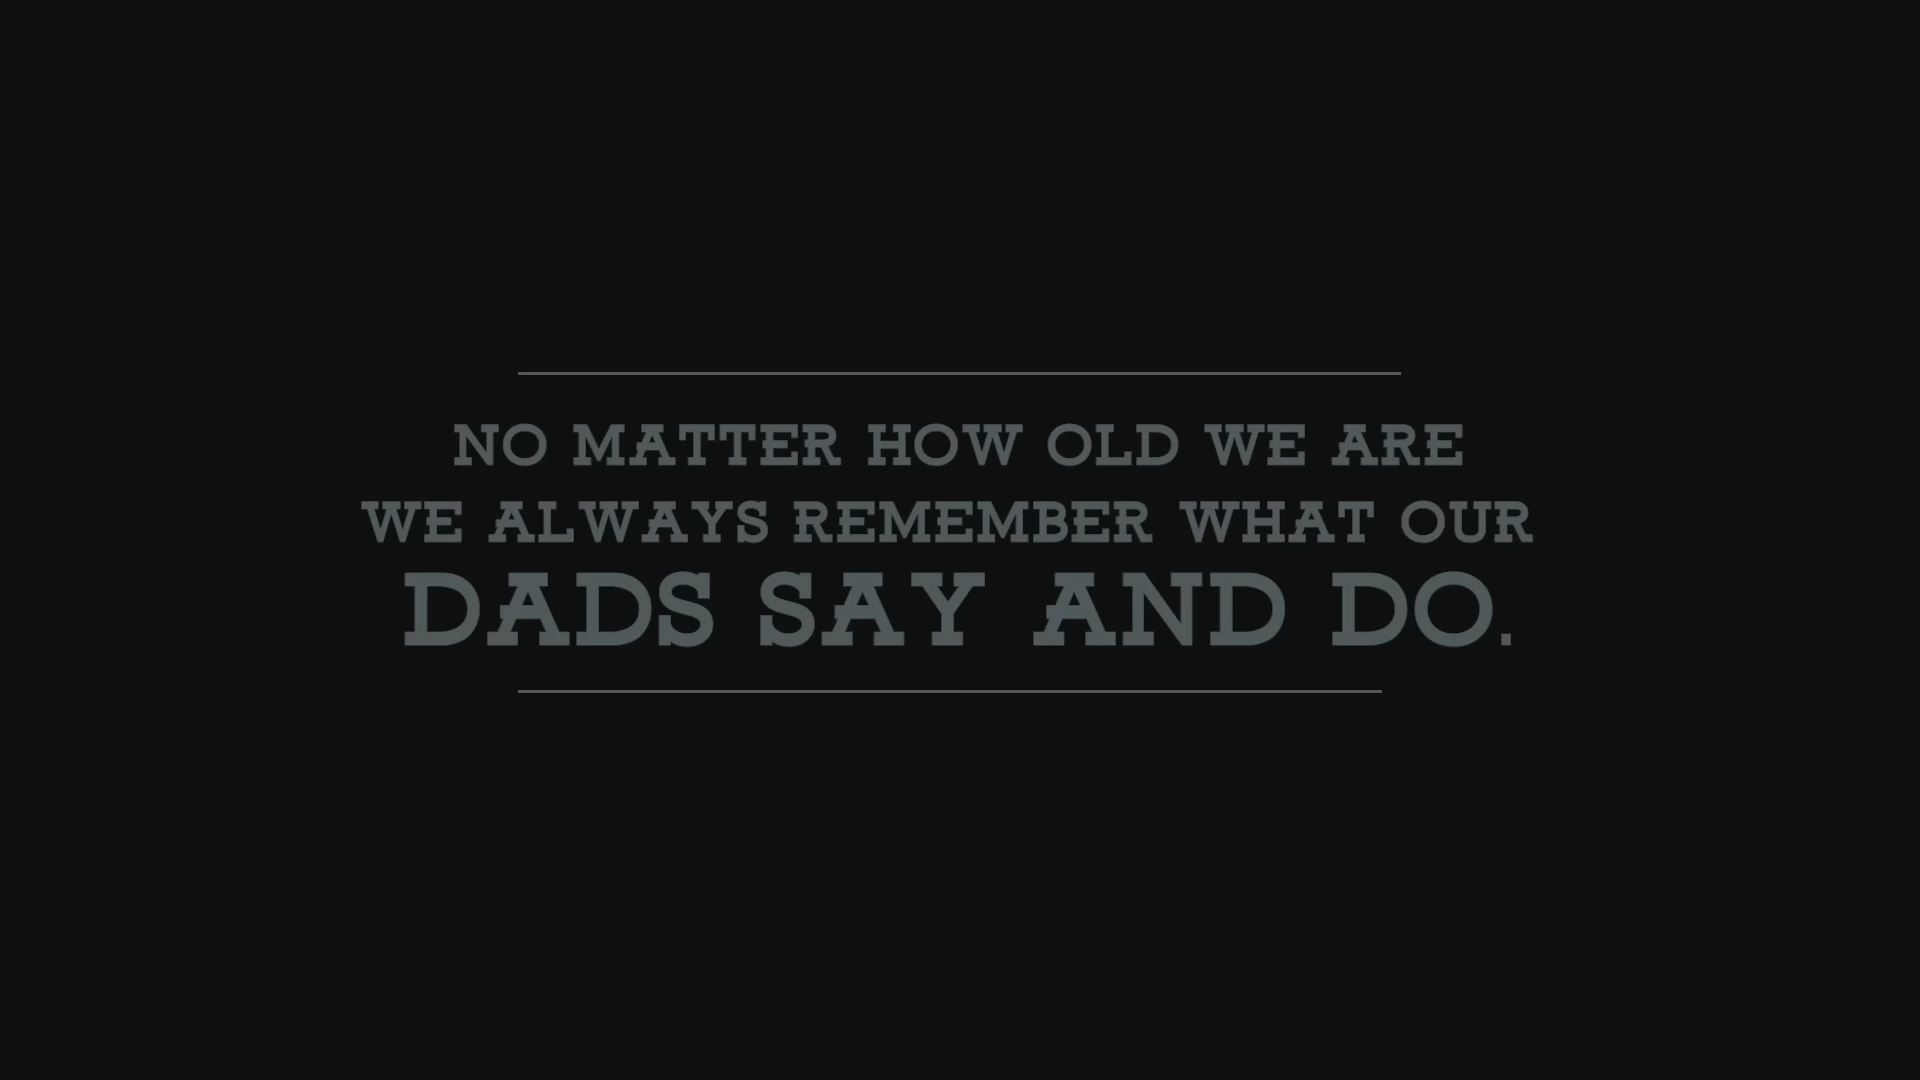 NO MATTER HOW OLD WE ARE
WE ALWAYS REMEMBER WHAT OUR
DADS SAY AND DO.